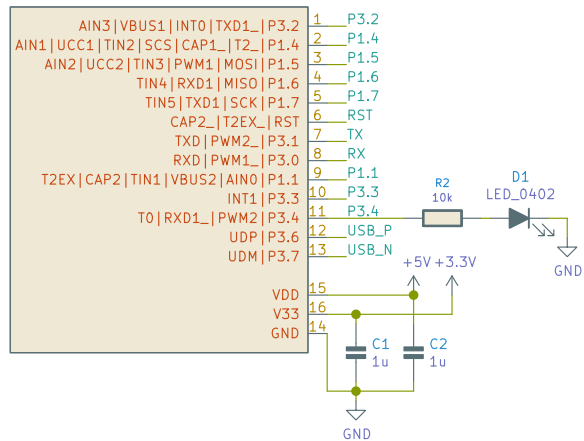 AIN3|VBUS1|INT0|TXD1_|P3.2 1 P3.2
AIN1|UCC1|TIN2|SCS|CAP1_|T2_|P1.4 2 P1.4
AIN2|UCC2|TIN3|PWM1|MOSI|P1.5 3 P1.5
TIN4|RXD1|MISO|P1.6 4 P1.6
TIN5|TXD1|SCK|P1.7 5 P1.7
CAP2_|T2EX_|RST 6 RST
TXD|PWM2_|P3.1 7 TX
RXD|PWM1_|P3.0 8 RX
T2EX|CAP2|TIN1|VBUS2|AIN0|P1.1 9 P1.1
INT1|P3.3 10 P3.3
T0|RXD1_|PWM2|P3.4 11 P3.4
UDP|P3.6 12 USB_P
UDM|P3.7 13 USB_N
R2
10k
D1
LED_0402
GND
+5V +3.3V
VDD 15
V33 16
GND 14
C1
1u
C2
1u
GND